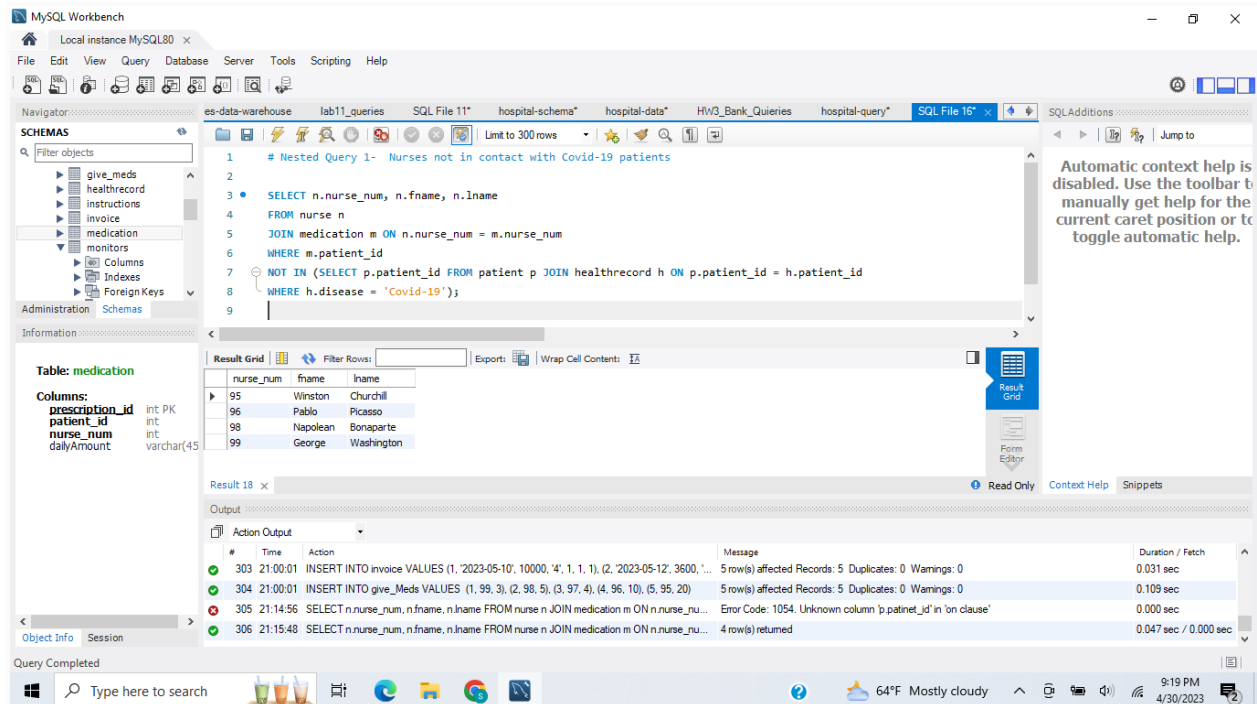 MySQL Workbench
Local instance MySQL80
File Edit View Query Database Server Tools Scripting Help
Navigator
es-data-warehouse lab11_queries SQL File 11* hospital-schema* hospital-data* HW3_Bank_Quieries hospital-query* SQL File 16*
SQLAdditions
SCHEMAS
Filter objects
give_meds
healthrecord
instructions
invoice
medication
monitors
Columns
Indexes
Foreign Keys
Administration Schemas
Limit to 300 rows
Jump to
1 # Nested Query 1- Nurses not in contact with Covid-19 patients
2
3 SELECT n.nurse_num, n.fname, n.lname
4 FROM nurse n
5 JOIN medication m ON n.nurse_num = m.nurse_num
6 WHERE m.patient_id
7 NOT IN (SELECT p.patient_id FROM patient p JOIN healthrecord h ON p.patient_id = h.patient_id
8 WHERE h.disease = 'Covid-19');
9
Automatic context help is
disabled. Use the toolbar to
manually get help for the
current caret position or to
toggle automatic help.
Information
Table: medication
Columns:
prescription_id int PK
patient_id int
nurse_num int
dailyAmount varchar(45
Object Info Session
Result Grid Filter Rows: Export: Wrap Cell Content:
nurse_num fname lname
95 Winston Churchill
96 Pablo Picasso
98 Napolean Bonaparte
99 George Washington
Result
Grid
Form
Editor
Result 18
Read Only
Context Help Snippets
Output
Action Output
# Time Action Message Duration / Fetch
303 21:00:01 INSERT INTO invoice VALUES (1, '2023-05-10', 10000, '4', 1, 1, 1), (2, '2023-05-12', 3600, '... 5 row(s) affected Records: 5 Duplicates: 0 Warnings: 0 0.031 sec
304 21:00:01 INSERT INTO give_Meds VALUES (1, 99, 3), (2, 98, 5), (3, 97, 4), (4, 96, 10), (5, 95, 20) 5 row(s) affected Records: 5 Duplicates: 0 Warnings: 0 0.109 sec
305 21:14:56 SELECT n.nurse_num, n.fname, n.lname FROM nurse n JOIN medication m ON n.nurse_nu... Error Code: 1054. Unknown column 'p.patinet_id' in 'on clause' 0.000 sec
306 21:15:48 SELECT n.nurse_num, n.fname, n.lname FROM nurse n JOIN medication m ON n.nurse_nu... 4 row(s) returned 0.047 sec / 0.000 sec
Query Completed
Type here to search
64°F Mostly cloudy
9:19 PM
4/30/2023
2